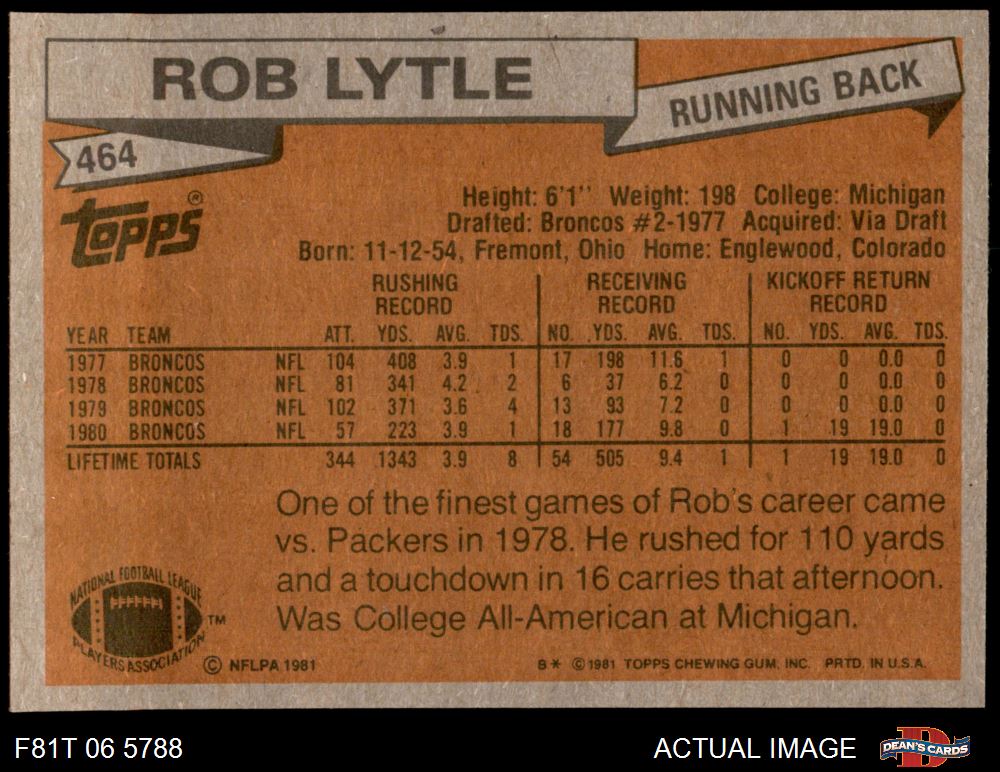 ROB LYTLE
RUNNING BACK
464
TOPPS®
Height: 6'1'' Weight: 198 College: Michigan
Drafted: Broncos #2-1977 Acquired: Via Draft
Born: 11-12-54, Fremont, Ohio Home: Englewood, Colorado
RUSHING RECORD RECEIVING RECORD KICKOFF RETURN RECORD
YEAR TEAM ATT. YDS. AVG. TDS. NO. YDS. AVG. TDS. NO. YDS. AVG. TDS.
1977 BRONCOS NFL 104 408 3.9 1 17 198 11.6 1 0 0 0.0 0
1978 BRONCOS NFL 81 341 4.2 2 6 37 6.2 0 0 0 0.0 0
1979 BRONCOS NFL 102 371 3.6 4 13 93 7.2 0 0 0 0.0 0
1980 BRONCOS NFL 57 223 3.9 1 18 177 9.8 0 1 19 19.0 0
LIFETIME TOTALS 344 1343 3.9 8 54 505 9.4 1 1 19 19.0 0
One of the finest games of Rob's career came
vs. Packers in 1978. He rushed for 110 yards
and a touchdown in 16 carries that afternoon.
Was College All-American at Michigan.
NATIONAL FOOTBALL LEAGUE
PLAYERS ASSOCIATION TM
© NFLPA 1981
B* © 1981 TOPPS CHEWING GUM, INC. PRTD. IN U.S.A.
F81T 06 5788
ACTUAL IMAGE
D
DEAN'S CARDS